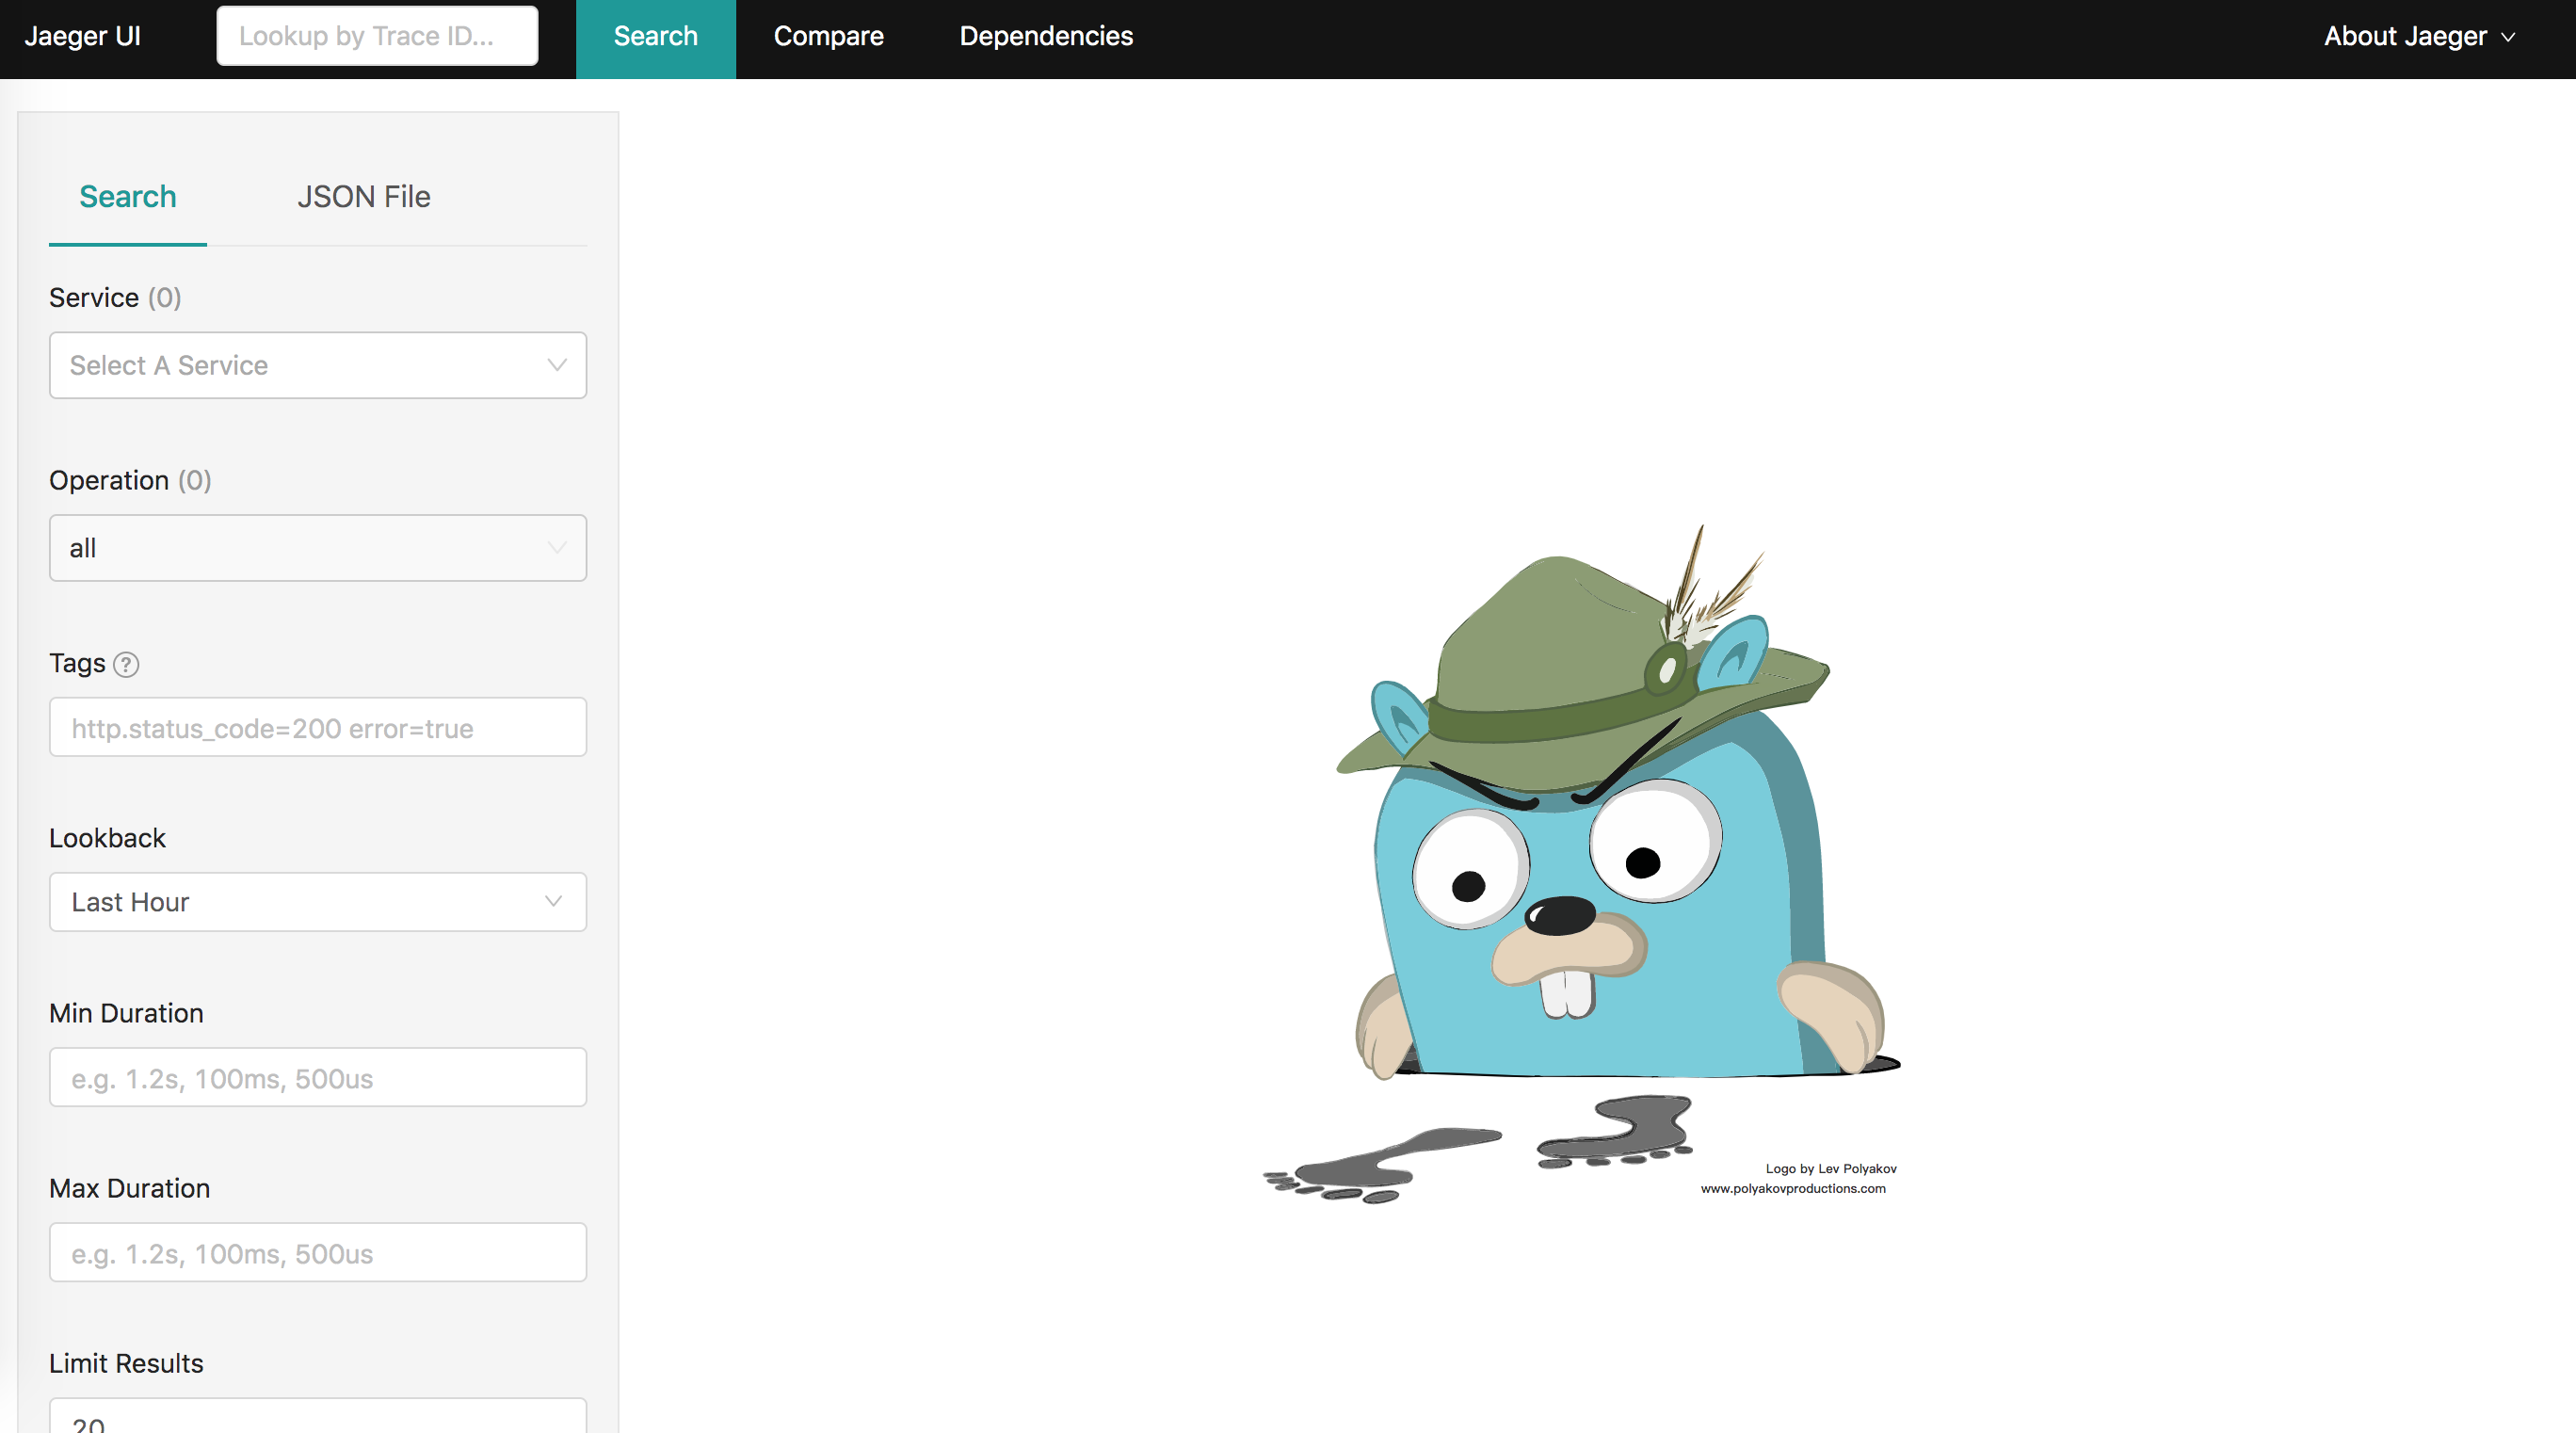 Jaeger UI
Lookup by Trace ID...
Search
Compare
Dependencies
About Jaeger
Search
JSON File
Service (0)
Select A Service
Operation (0)
all
Tags ?
http.status_code=200 error=true
Lookback
Last Hour
Min Duration
e.g. 1.2s, 100ms, 500us
Max Duration
e.g. 1.2s, 100ms, 500us
Limit Results
20
Logo by Lev Polyakov
www.polyakovproductions.com